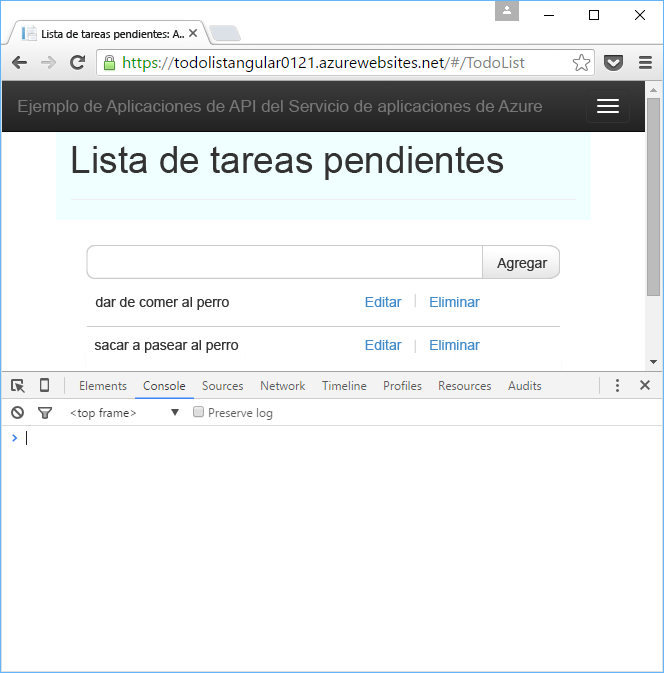 Lista de tareas pendientes: A..
https://todolistangular0121.azurewebsites.net/#/TodoList
Ejemplo de Aplicaciones de API del Servicio de aplicaciones de Azure
Lista de tareas pendientes
Agregar
dar de comer al perro Editar | Eliminar
sacar a pasear al perro Editar | Eliminar
Elements Console Sources Network Timeline Profiles Resources Audits
<top frame> ▼ Preserve log
>